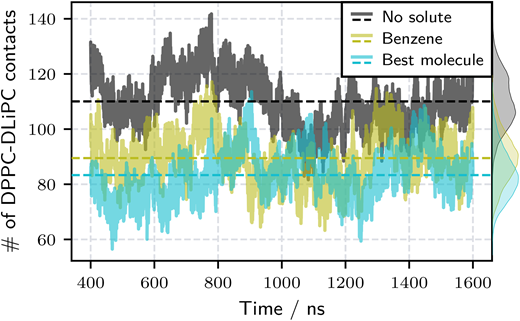 No solute
Benzene
Best molecule
# of DPPC-DLiPC contacts
140
120
100
80
60
400 600 800 1000 1200 1400 1600
Time / ns